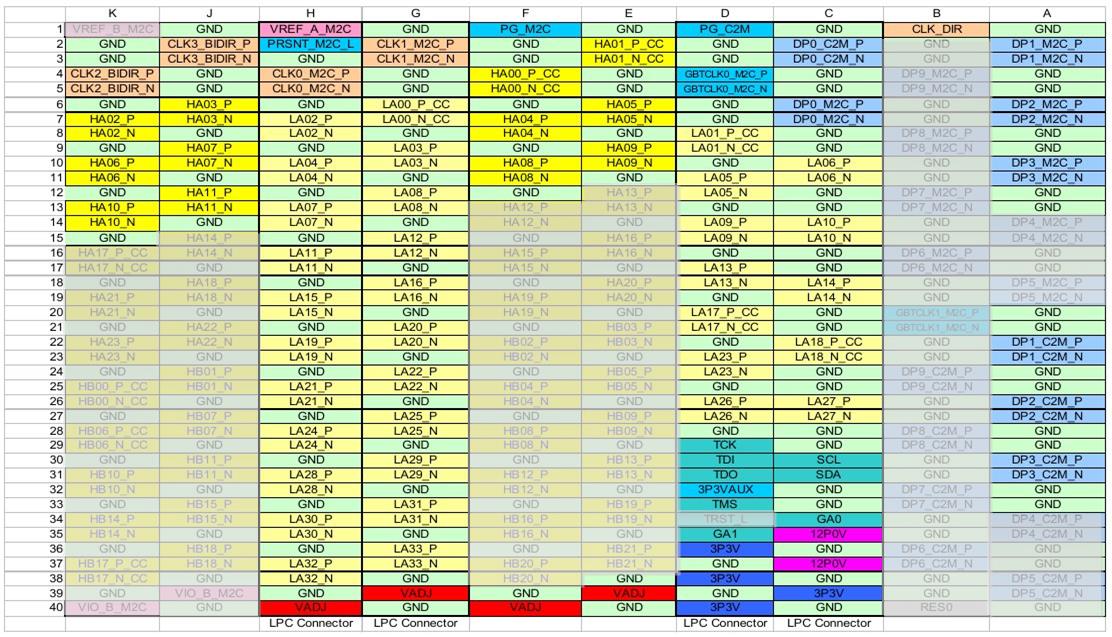 K J H G F E D C B A
1 VREF_B_M2C GND VREF_A_M2C GND PG_M2C GND PG_C2M GND CLK_DIR GND
2 GND CLK3_BIDIR_P PRSNT_M2C_L CLK1_M2C_P GND HA01_P_CC GND DP0_C2M_P GND DP1_M2C_P
3 GND CLK3_BIDIR_N GND CLK1_M2C_N GND HA01_N_CC GND DP0_C2M_N GND DP1_M2C_N
4 CLK2_BIDIR_P GND CLK0_M2C_P GND HA00_P_CC GND GBTCLK0_M2C_P GND DP9_M2C_P GND
5 CLK2_BIDIR_N GND CLK0_M2C_N GND HA00_N_CC GND GBTCLK0_M2C_N GND DP9_M2C_N GND
6 GND HA03_P GND LA00_P_CC GND HA05_P GND DP0_M2C_P GND DP2_M2C_P
7 HA02_P HA03_N LA02_P LA00_N_CC HA04_P HA05_N GND DP0_M2C_N GND DP2_M2C_N
8 HA02_N GND LA02_N GND HA04_N GND LA01_P_CC GND DP8_M2C_P GND
9 GND HA07_P GND LA03_P GND HA09_P LA01_N_CC GND DP8_M2C_N GND
10 HA06_P HA07_N LA04_P LA03_N HA08_P HA09_N GND LA06_P GND DP3_M2C_P
11 HA06_N GND LA04_N GND HA08_N GND LA05_P LA06_N GND DP3_M2C_N
12 GND HA11_P GND LA08_P GND HA13_P LA05_N GND DP7_M2C_P GND
13 HA10_P HA11_N LA07_P LA08_N HA12_P HA13_N GND GND DP7_M2C_N GND
14 HA10_N GND LA07_N GND HA12_N GND LA09_P LA10_P GND DP4_M2C_P
15 GND HA14_P GND LA12_P GND HA16_P LA09_N LA10_N GND DP4_M2C_N
16 HA17_P_CC HA14_N LA11_P LA12_N HA15_P HA16_N GND GND DP6_M2C_P GND
17 HA17_N_CC GND LA11_N GND HA15_N GND LA13_P GND DP6_M2C_N GND
18 GND HA18_P GND LA16_P GND HA20_P LA13_N LA14_P GND DP5_M2C_P
19 HA21_P HA18_N LA15_P LA16_N HA19_P HA20_N GND LA14_N GND DP5_M2C_N
20 HA21_N GND LA15_N GND HA19_N GND LA17_P_CC GND GBTCLK1_M2C_P GND
21 GND HA22_P GND LA20_P GND HB03_P LA17_N_CC GND GBTCLK1_M2C_N GND
22 HA23_P HA22_N LA19_P LA20_N HB02_P HB03_N GND LA18_P_CC GND DP1_C2M_P
23 HA23_N GND LA19_N GND HB02_N GND LA23_P LA18_N_CC GND DP1_C2M_N
24 GND HB01_P GND LA22_P GND HB05_P LA23_N GND DP9_C2M_P GND
25 HB00_P_CC HB01_N LA21_P LA22_N HB04_P HB05_N GND GND DP9_C2M_N GND
26 HB00_N_CC GND LA21_N GND HB04_N GND LA26_P LA27_P GND DP2_C2M_P
27 GND HB07_P GND LA25_P GND HB09_P LA26_N LA27_N GND DP2_C2M_N
28 HB06_P_CC HB07_N LA24_P LA25_N HB08_P HB09_N GND GND DP8_C2M_P GND
29 HB06_N_CC GND LA24_N GND HB08_N GND TCK GND DP8_C2M_N GND
30 GND HB11_P GND LA29_P GND HB13_P TDI SCL GND DP3_C2M_P
31 HB10_P HB11_N LA28_P LA29_N HB12_P HB13_N TDO SDA GND DP3_C2M_N
32 HB10_N GND LA28_N GND HB12_N GND 3P3VAUX GND DP7_C2M_P GND
33 GND HB15_P GND LA31_P GND HB19_P TMS GND DP7_C2M_N GND
34 HB14_P HB15_N LA30_P LA31_N HB16_P HB19_N TRST_L GA0 GND DP4_C2M_P
35 HB14_N GND LA30_N GND HB16_N GND GA1 12P0V GND DP4_C2M_N
36 GND HB18_P GND LA33_P GND HB21_P 3P3V GND DP6_C2M_P GND
37 HB17_P_CC HB18_N LA32_P LA33_N HB20_P HB21_N GND 12P0V DP6_C2M_N GND
38 HB17_N_CC GND LA32_N GND HB20_N GND 3P3V GND GND DP5_C2M_P
39 GND VIO_B_M2C GND VADJ GND VADJ GND 3P3V GND DP5_C2M_N
40 VIO_B_M2C GND VADJ GND VADJ GND 3P3V GND RES0 GND
LPC Connector LPC Connector LPC Connector LPC Connector